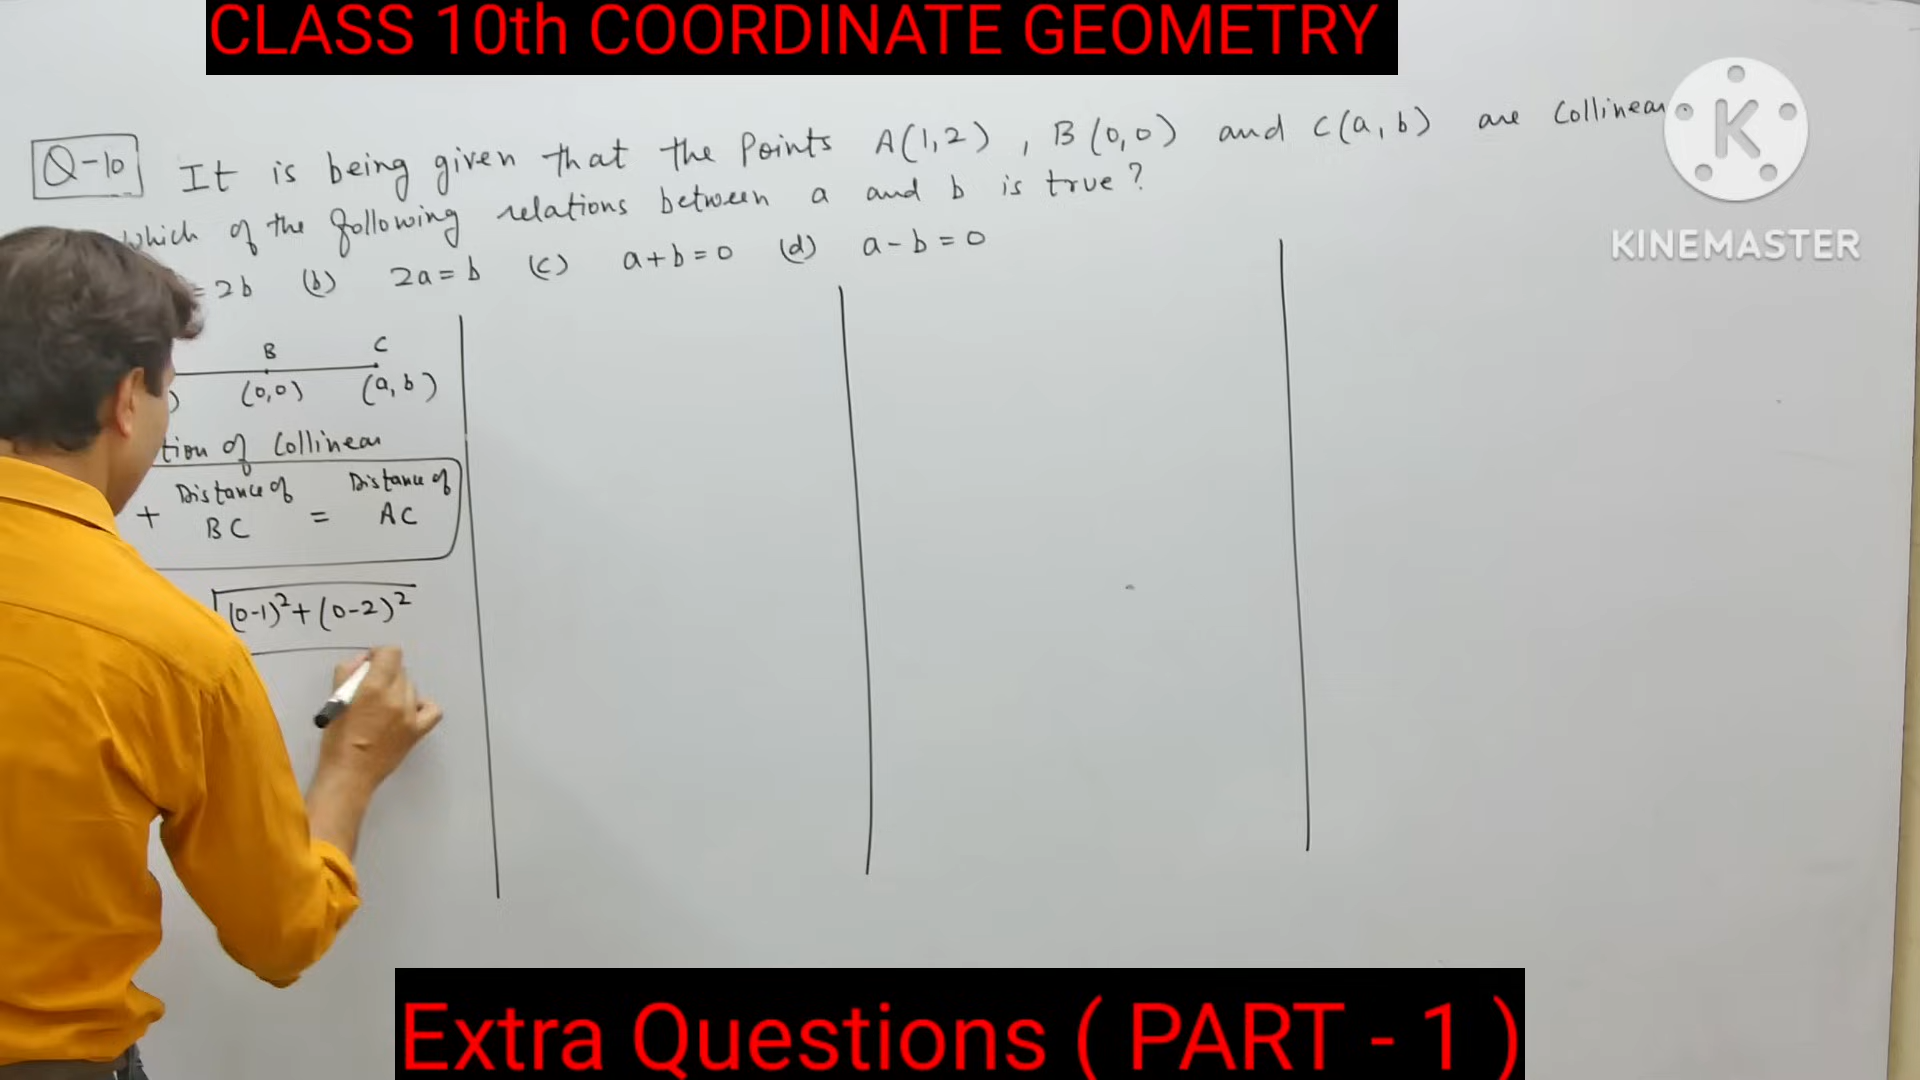 CLASS 10th COORDINATE GEOMETRY
Q-10 It is being given that the Points A(1,2) , B(0,0) and C(a,b) are Collinear
which of the following relations between a and b is true?
= 2b (b) 2a = b (c) a+b = 0 (d) a - b = 0
KINEMASTER
B C
(0,0) (a,b)
tion of Collinear
Distance of Distance of
+ BC = AC
√(0-1)²+(0-2)²
Extra Questions ( PART - 1 )